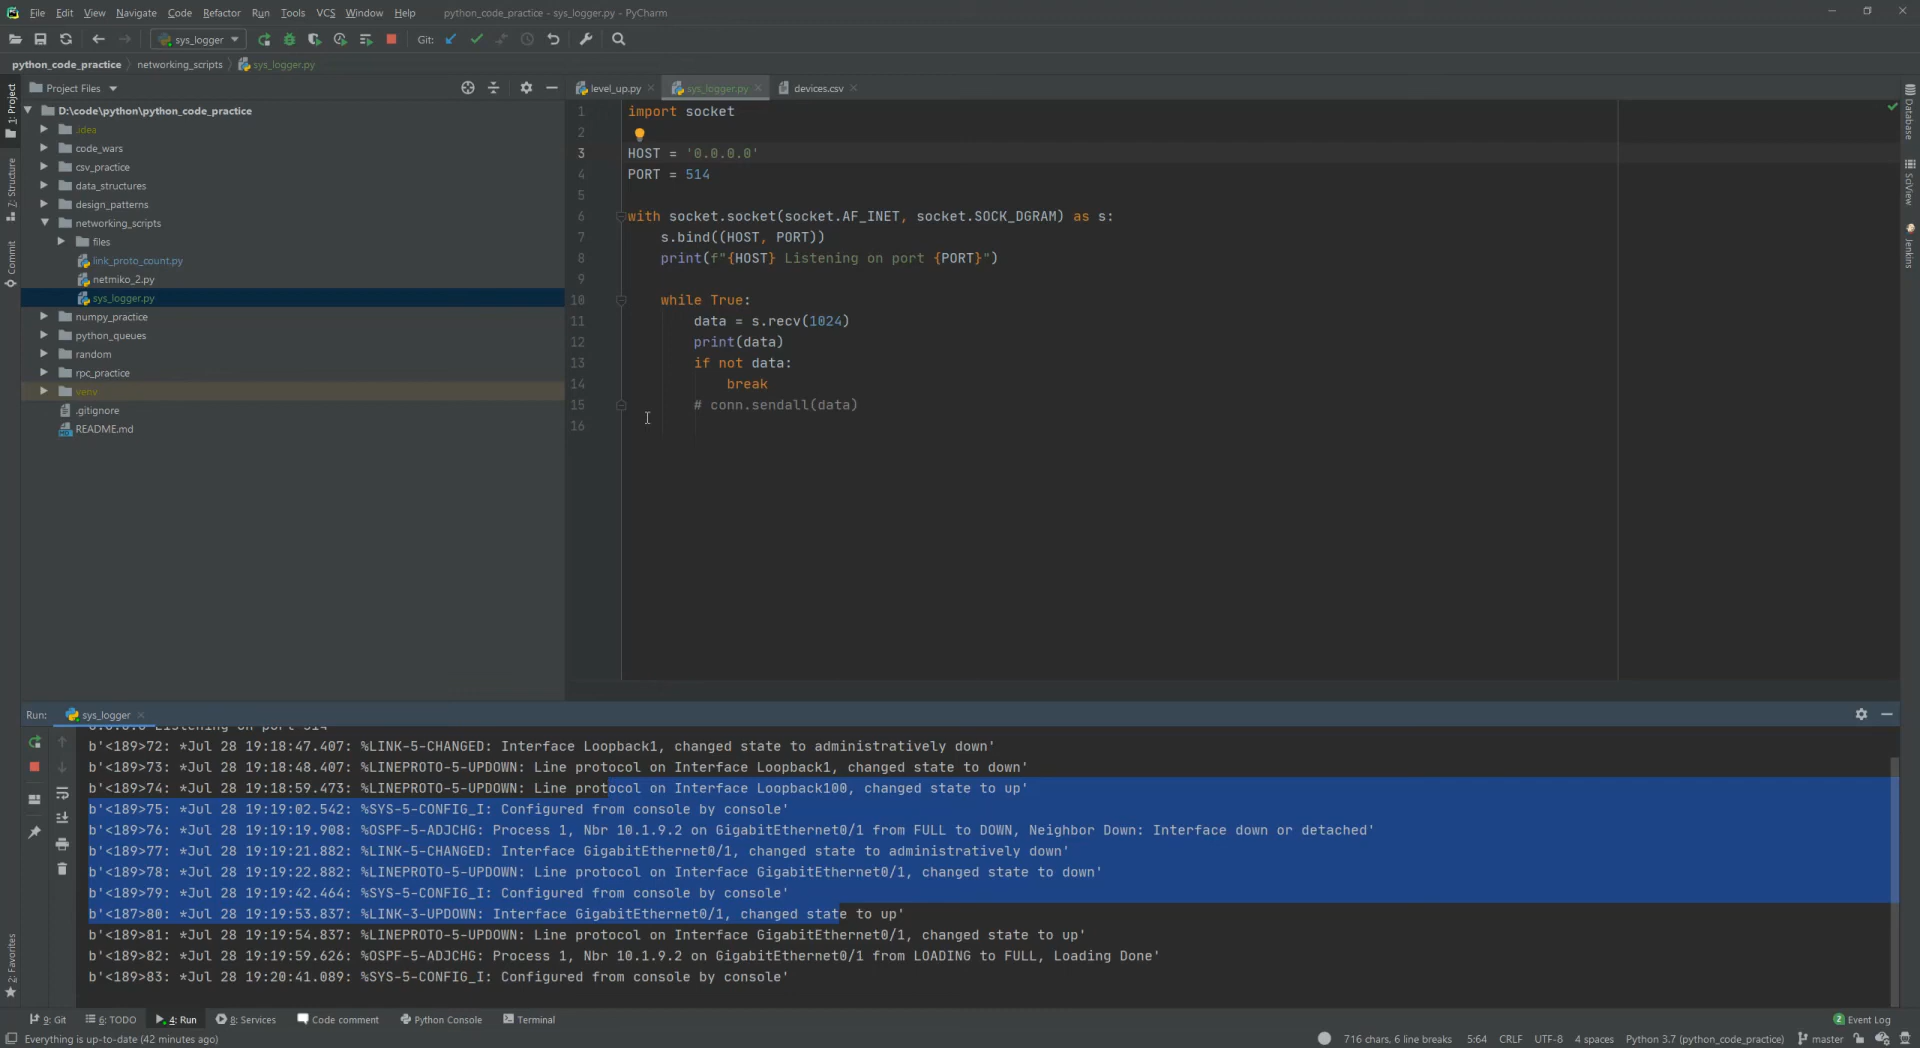 File Edit View Navigate Code Refactor Run Tools VCS Window Help python_code_practice - sys_logger.py - PyCharm
sys_logger Git:
python_code_practice networking_scripts sys_logger.py
Project Files
level_up.py sys_logger.py devices.csv
1: Project
Z: Structure
Commit
2: Favorites
D:\code\python\python_code_practice
.idea
code_wars
csv_practice
data_structures
design_patterns
networking_scripts
files
link_proto_count.py
netmiko_2.py
sys_logger.py
numpy_practice
python_queues
random
rpc_practice
venv
.gitignore
README.md
1 import socket
2
3 HOST = '0.0.0.0'
4 PORT = 514
5
6 with socket.socket(socket.AF_INET, socket.SOCK_DGRAM) as s:
7 s.bind((HOST, PORT))
8 print(f"{HOST} Listening on port {PORT}")
9
10 while True:
11 data = s.recv(1024)
12 print(data)
13 if not data:
14 break
15 # conn.sendall(data)
16
Database
SciView
Jenkins
Run: sys_logger
0.0.0.0 Listening on port 514
b'<189>72: *Jul 28 19:18:47.407: %LINK-5-CHANGED: Interface Loopback1, changed state to administratively down'
b'<189>73: *Jul 28 19:18:48.407: %LINEPROTO-5-UPDOWN: Line protocol on Interface Loopback1, changed state to down'
b'<189>74: *Jul 28 19:18:59.473: %LINEPROTO-5-UPDOWN: Line protocol on Interface Loopback100, changed state to up'
b'<189>75: *Jul 28 19:19:02.542: %SYS-5-CONFIG_I: Configured from console by console'
b'<189>76: *Jul 28 19:19:19.908: %OSPF-5-ADJCHG: Process 1, Nbr 10.1.9.2 on GigabitEthernet0/1 from FULL to DOWN, Neighbor Down: Interface down or detached'
b'<189>77: *Jul 28 19:19:21.882: %LINK-5-CHANGED: Interface GigabitEthernet0/1, changed state to administratively down'
b'<189>78: *Jul 28 19:19:22.882: %LINEPROTO-5-UPDOWN: Line protocol on Interface GigabitEthernet0/1, changed state to down'
b'<189>79: *Jul 28 19:19:42.464: %SYS-5-CONFIG_I: Configured from console by console'
b'<187>80: *Jul 28 19:19:53.837: %LINK-3-UPDOWN: Interface GigabitEthernet0/1, changed state to up'
b'<189>81: *Jul 28 19:19:54.837: %LINEPROTO-5-UPDOWN: Line protocol on Interface GigabitEthernet0/1, changed state to up'
b'<189>82: *Jul 28 19:19:59.626: %OSPF-5-ADJCHG: Process 1, Nbr 10.1.9.2 on GigabitEthernet0/1 from LOADING to FULL, Loading Done'
b'<189>83: *Jul 28 19:20:41.089: %SYS-5-CONFIG_I: Configured from console by console'
9: Git 6: TODO 4: Run 8: Services Code comment Python Console Terminal 2 Event Log
Everything is up-to-date (42 minutes ago) 716 chars, 6 line breaks 5:64 CRLF UTF-8 4 spaces Python 3.7 (python_code_practice) master